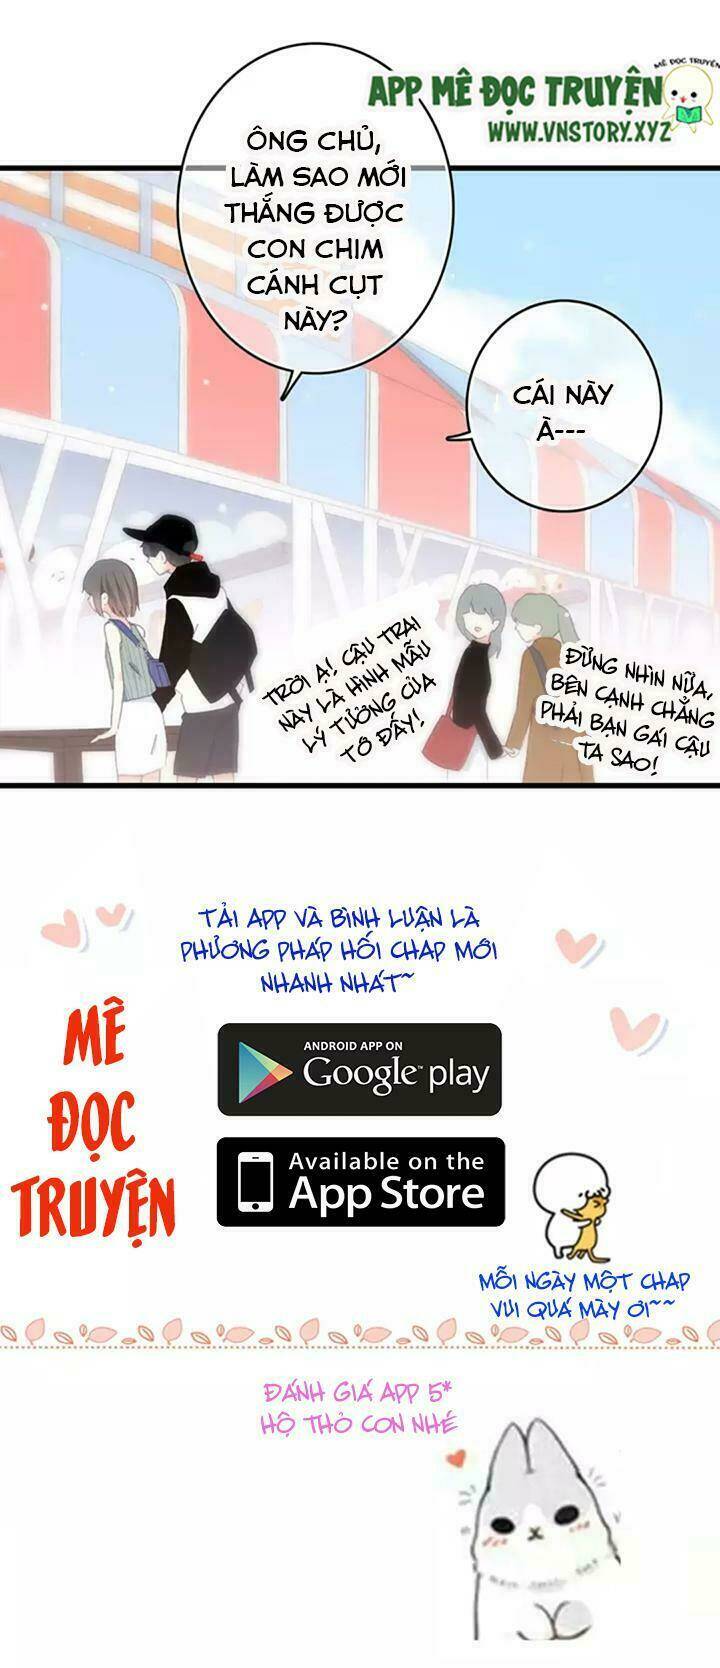 MÊ ĐỌC TRUYỆN
APP MÊ ĐỌC TRUYỆN
WWW.VNSTORY.XYZ
ÔNG CHỦ,
LÀM SAO MỚI
THẮNG ĐƯỢC
CON CHIM
CÁNH CỤT
NÀY?
CÁI NÀY
À---
TRỜI Ạ! CẬU TRAI
NÀY LÀ HÌNH MẪU
LÝ TƯỞNG CỦA
TỚ ĐẤY!
ĐỪNG NHÌN NỮA,
BÊN CẠNH CHẲNG
PHẢI BẠN GÁI CẬU
TA SAO!
TẢI APP VÀ BÌNH LUẬN LÀ
PHƯƠNG PHÁP HỐI CHAP MỚI
NHANH NHẤT~
MÊ
ĐỌC
TRUYỆN
ANDROID APP ON
Google play
Available on the
App Store
MỖI NGÀY MỘT CHAP
VUI QUÁ MÀY ƠI~~
ĐÁNH GIÁ APP 5*
HỘ THỎ CON NHÉ